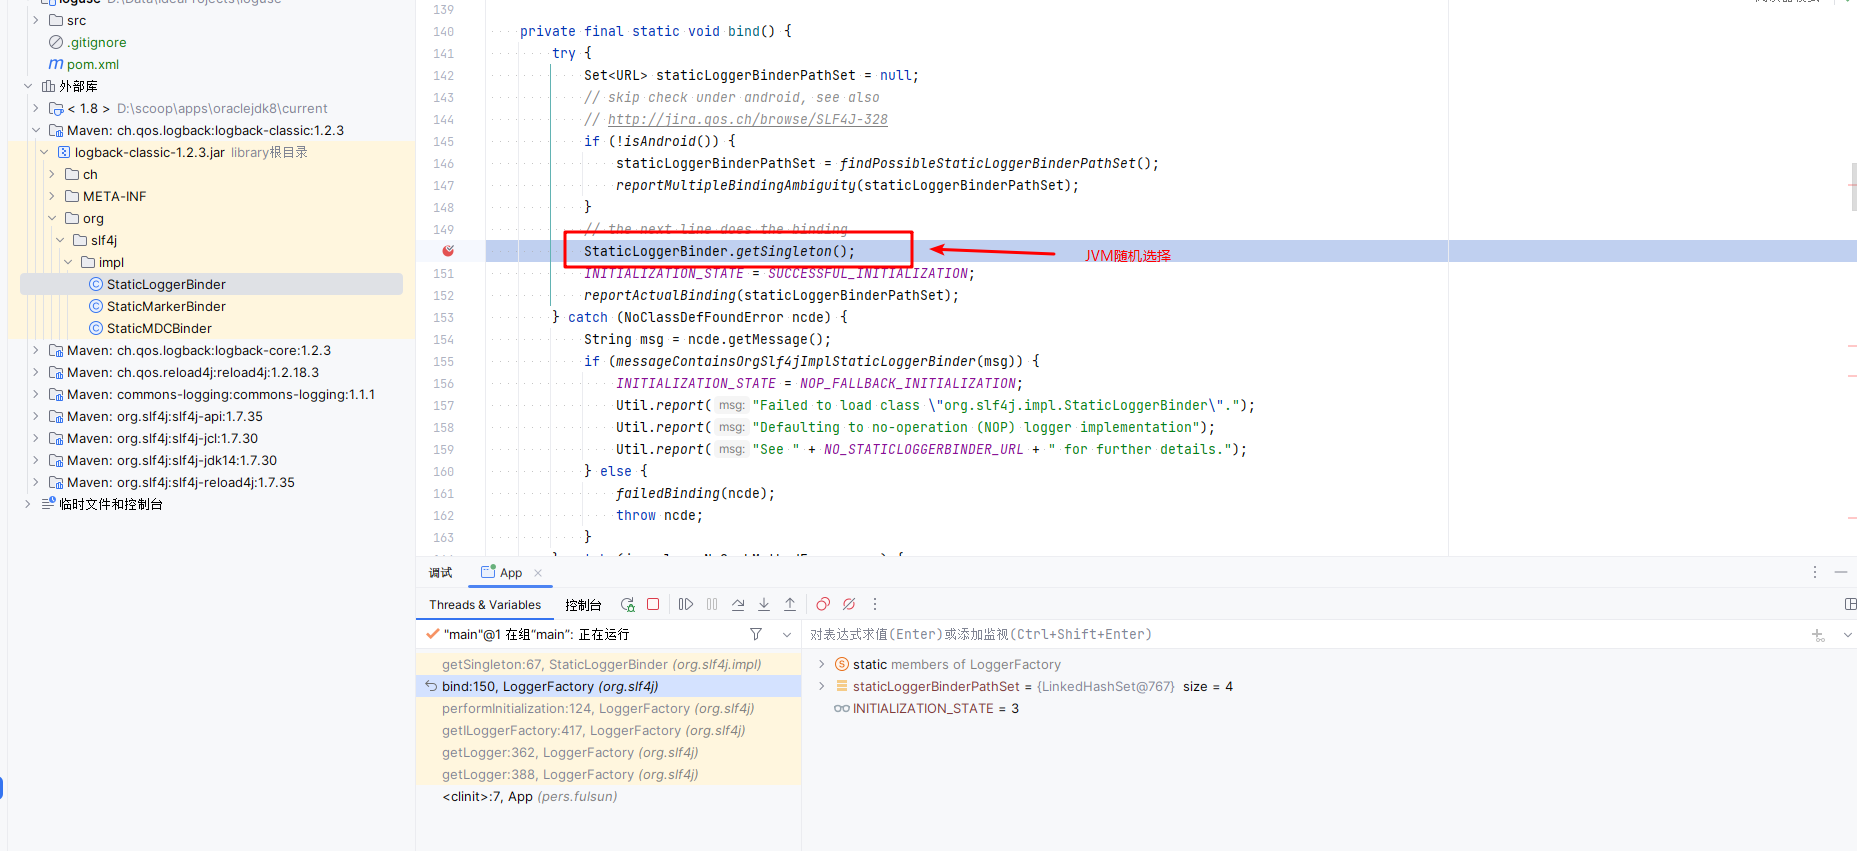 src
.gitignore
pom.xml
外部库
< 1.8 > D:\scoop\apps\oraclejdk8\current
Maven: ch.qos.logback:logback-classic:1.2.3
logback-classic-1.2.3.jar library根目录
ch
META-INF
org
slf4j
impl
StaticLoggerBinder
StaticMarkerBinder
StaticMDCBinder
Maven: ch.qos.logback:logback-core:1.2.3
Maven: ch.qos.reload4j:reload4j:1.2.18.3
Maven: commons-logging:commons-logging:1.1.1
Maven: org.slf4j:slf4j-api:1.7.35
Maven: org.slf4j:slf4j-jcl:1.7.30
Maven: org.slf4j:slf4j-jdk14:1.7.30
Maven: org.slf4j:slf4j-reload4j:1.7.35
临时文件和控制台
139
140 private final static void bind() {
141 try {
142 Set<URL> staticLoggerBinderPathSet = null;
143 // skip check under android, see also
144 // http://jira.qos.ch/browse/SLF4J-328
145 if (!isAndroid()) {
146 staticLoggerBinderPathSet = findPossibleStaticLoggerBinderPathSet();
147 reportMultipleBindingAmbiguity(staticLoggerBinderPathSet);
148 }
149 // the next line does the binding
StaticLoggerBinder.getSingleton(); JVM随机选择
151 INITIALIZATION_STATE = SUCCESSFUL_INITIALIZATION;
152 reportActualBinding(staticLoggerBinderPathSet);
153 } catch (NoClassDefFoundError ncde) {
154 String msg = ncde.getMessage();
155 if (messageContainsOrgSlf4jImplStaticLoggerBinder(msg)) {
156 INITIALIZATION_STATE = NOP_FALLBACK_INITIALIZATION;
157 Util.report( msg: "Failed to load class \"org.slf4j.impl.StaticLoggerBinder\".");
158 Util.report( msg: "Defaulting to no-operation (NOP) logger implementation");
159 Util.report( msg: "See " + NO_STATICLOGGERBINDER_URL + " for further details.");
160 } else {
161 failedBinding(ncde);
162 throw ncde;
163 }
调试 App
Threads & Variables 控制台
"main"@1 在组"main": 正在运行
getSingleton:67, StaticLoggerBinder (org.slf4j.impl)
bind:150, LoggerFactory (org.slf4j)
performInitialization:124, LoggerFactory (org.slf4j)
getILoggerFactory:417, LoggerFactory (org.slf4j)
getLogger:362, LoggerFactory (org.slf4j)
getLogger:388, LoggerFactory (org.slf4j)
<clinit>:7, App (pers.fulsun)
对表达式求值(Enter)或添加监视(Ctrl+Shift+Enter)
static members of LoggerFactory
staticLoggerBinderPathSet = {LinkedHashSet@767} size = 4
INITIALIZATION_STATE = 3